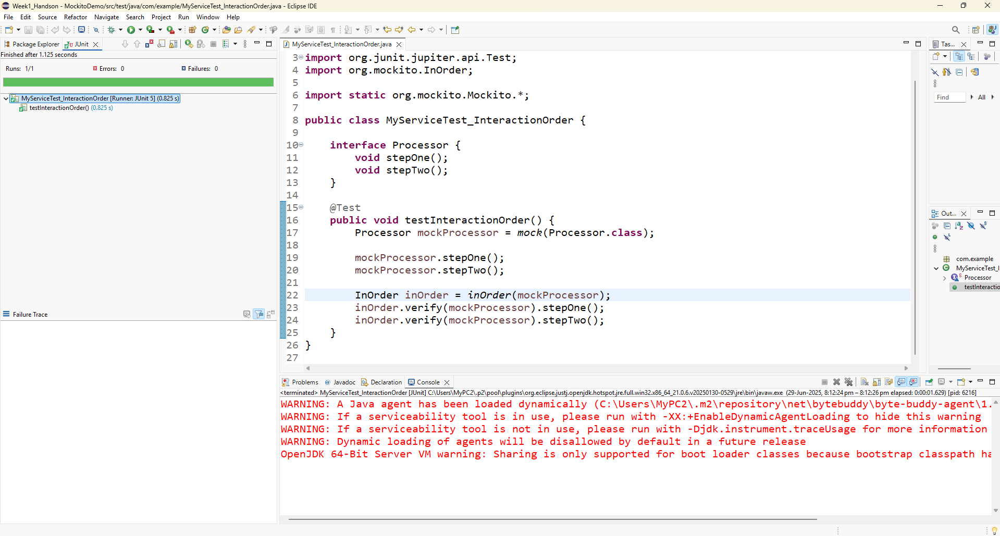 Week1_Handson - MockitoDemo/src/test/java/com/example/MyServiceTest_InteractionOrder.java - Eclipse IDE
File Edit Source Refactor Navigate Search Project Run Window Help
Package Explorer JUnit
Finished after 1.125 seconds
Runs: 1/1 Errors: 0 Failures: 0
MyServiceTest_InteractionOrder [Runner: JUnit 5] (0.825 s)
testInteractionOrder() (0.825 s)
Failure Trace
MyServiceTest_InteractionOrder.java
3 import org.junit.jupiter.api.Test;
4 import org.mockito.InOrder;
5
6 import static org.mockito.Mockito.*;
7
8 public class MyServiceTest_InteractionOrder {
9
10 interface Processor {
11 void stepOne();
12 void stepTwo();
13 }
14
15 @Test
16 public void testInteractionOrder() {
17 Processor mockProcessor = mock(Processor.class);
18
19 mockProcessor.stepOne();
20 mockProcessor.stepTwo();
21
22 InOrder inOrder = inOrder(mockProcessor);
23 inOrder.verify(mockProcessor).stepOne();
24 inOrder.verify(mockProcessor).stepTwo();
25 }
26 }
27
Tas...
Find All
Out...
com.example
MyServiceTest_I
Processor
testInteractio
Problems Javadoc Declaration Console
<terminated> MyServiceTest_InteractionOrder [JUnit] C:\Users\MyPC2\.p2\pool\plugins\org.eclipse.justj.openjdk.hotspot.jre.full.win32.x86_64_21.0.6.v20250130-0529\jre\bin\javaw.exe (29-Jun-2025, 8:12:24 pm – 8:12:26 pm elapsed: 0:00:01.629) [pid: 6216]
WARNING: A Java agent has been loaded dynamically (C:\Users\MyPC2\.m2\repository\net\bytebuddy\byte-buddy-agent\1.
WARNING: If a serviceability tool is in use, please run with -XX:+EnableDynamicAgentLoading to hide this warning
WARNING: If a serviceability tool is not in use, please run with -Djdk.instrument.traceUsage for more information
WARNING: Dynamic loading of agents will be disallowed by default in a future release
OpenJDK 64-Bit Server VM warning: Sharing is only supported for boot loader classes because bootstrap classpath ha